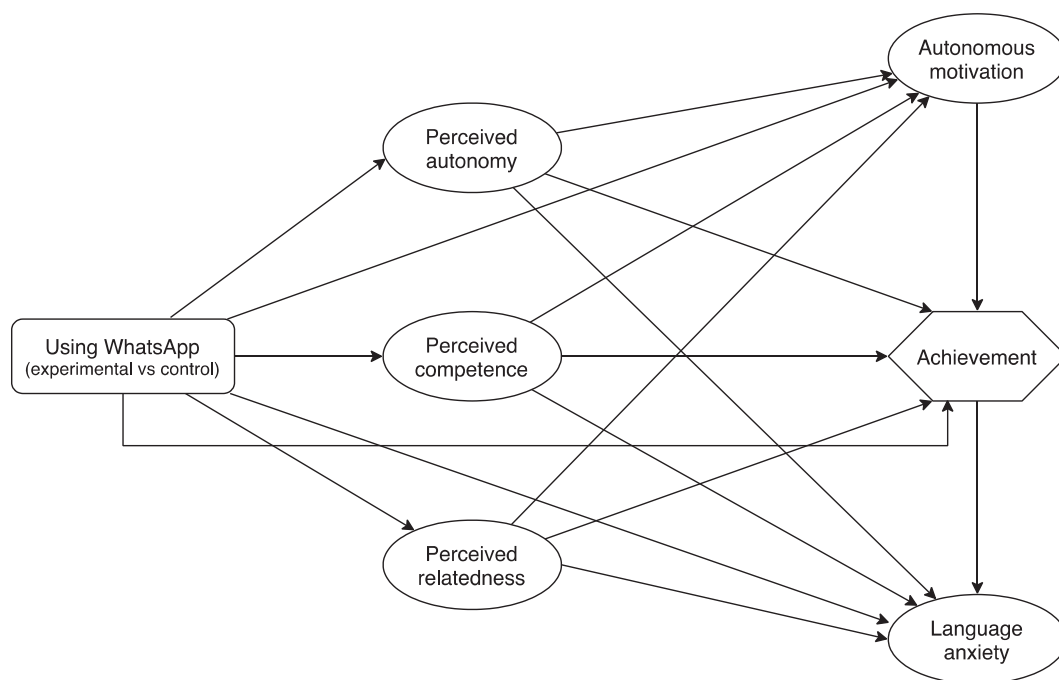 Autonomous
motivation
Perceived
autonomy
Using WhatsApp
(experimental vs control)
Perceived
competence
Achievement
Perceived
relatedness
Language
anxiety